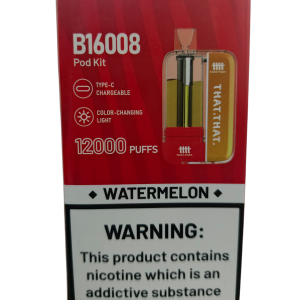 B16008
Pod Kit
TYPE-C
CHARGEABLE
COLOR-CHANGING
LIGHT
THAT.THAT.
12000 PUFFS
WATERMELON
WARNING:
This product contains
nicotine which is an
addictive substance